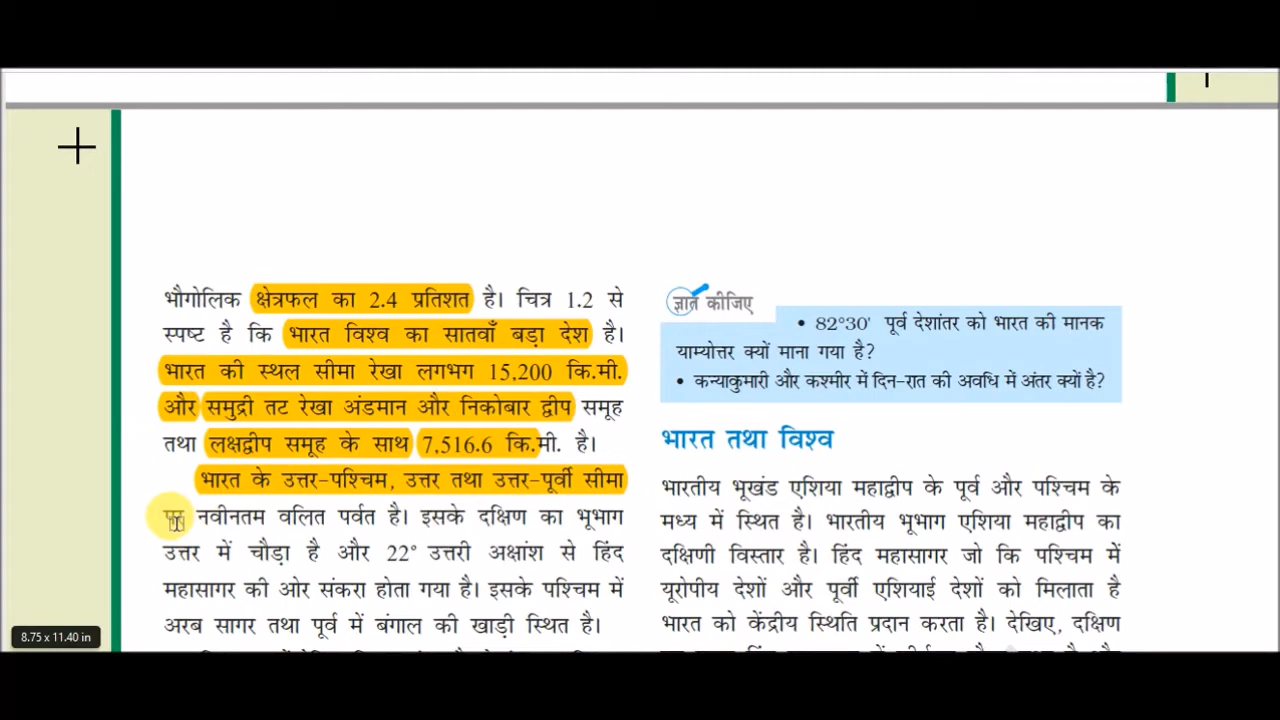 भौगोलिक क्षेत्रफल का 2.4 प्रतिशत है। चित्र 1.2 से
स्पष्ट है कि भारत विश्व का सातवाँ बड़ा देश है।
भारत की स्थल सीमा रेखा लगभग 15,200 कि.मी.
और समुद्री तट रेखा अंडमान और निकोबार द्वीप समूह
तथा लक्षद्वीप समूह के साथ 7,516.6 कि.मी. है।
भारत के उत्तर-पश्चिम, उत्तर तथा उत्तर-पूर्वी सीमा
पर नवीनतम वलित पर्वत है। इसके दक्षिण का भूभाग
उत्तर में चौड़ा है और 22° उत्तरी अक्षांश से हिंद
महासागर की ओर संकरा होता गया है। इसके पश्चिम में
अरब सागर तथा पूर्व में बंगाल की खाड़ी स्थित है।
ज्ञात कीजिए
• 82°30' पूर्व देशांतर को भारत की मानक
याम्योत्तर क्यों माना गया है?
• कन्याकुमारी और कश्मीर में दिन-रात की अवधि में अंतर क्यों है?
भारत तथा विश्व
भारतीय भूखंड एशिया महाद्वीप के पूर्व और पश्चिम के
मध्य में स्थित है। भारतीय भूभाग एशिया महाद्वीप का
दक्षिणी विस्तार है। हिंद महासागर जो कि पश्चिम में
यूरोपीय देशों और पूर्वी एशियाई देशों को मिलाता है
भारत को केंद्रीय स्थिति प्रदान करता है। देखिए, दक्षिण
8.75 x 11.40 in